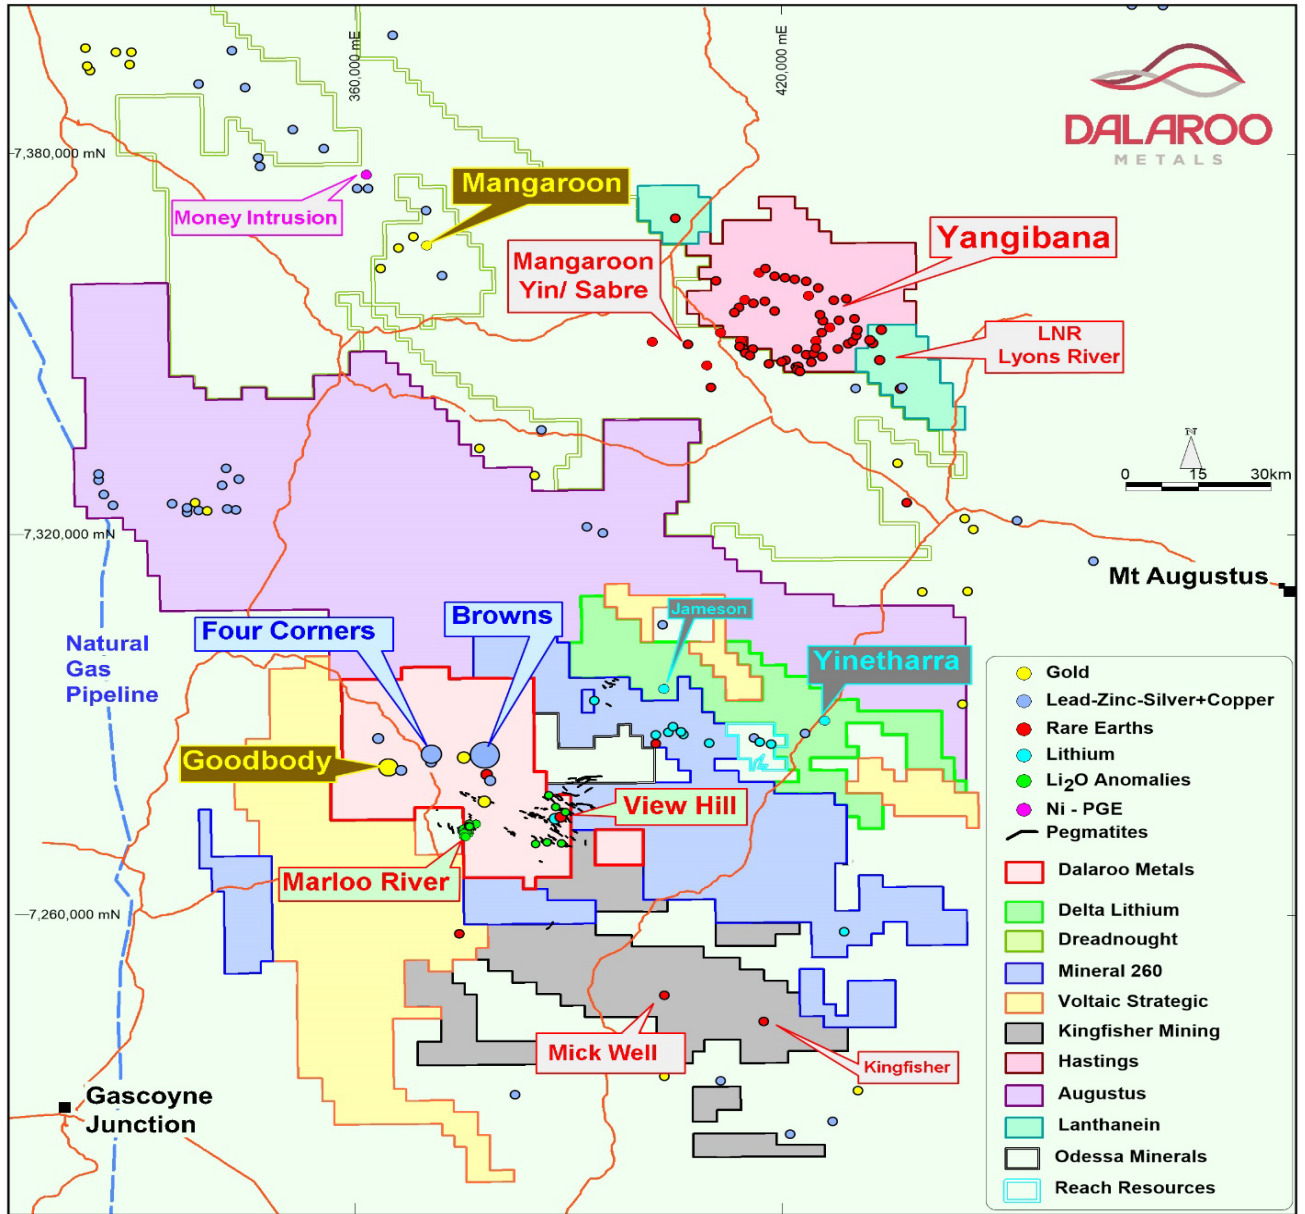 360,000 mE
420,000 mE
DALAROO
METALS
7,380,000 mN
Mangaroon
Money Intrusion
Mangaroon
Yin/ Sabre
Yangibana
LNR
Lyons River
N
0 15 30km
7,320,000 mN
Mt Augustus
Natural
Gas
Pipeline
Four Corners
Browns
Jameson
Yinetharra
Goodbody
View Hill
Marloo River
7,260,000 mN
Mick Well
Kingfisher
Gascoyne
Junction
Gold
Lead-Zinc-Silver+Copper
Rare Earths
Lithium
Li2O Anomalies
Ni - PGE
Pegmatites
Dalaroo Metals
Delta Lithium
Dreadnought
Mineral 260
Voltaic Strategic
Kingfisher Mining
Hastings
Augustus
Lanthanein
Odessa Minerals
Reach Resources